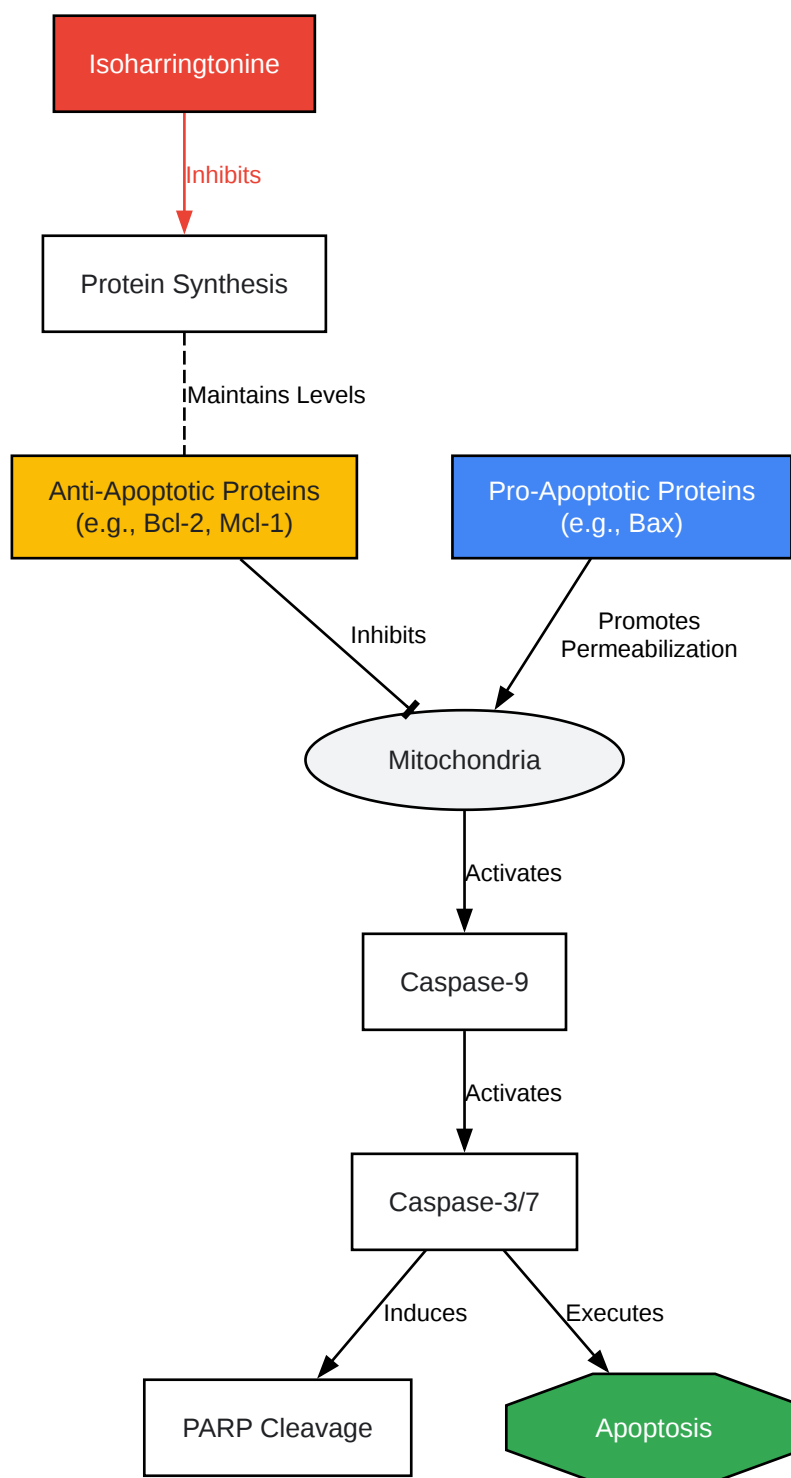 Isoharringtonine
Inhibits
Protein Synthesis
Maintains Levels
Anti-Apoptotic Proteins
(e.g., Bcl-2, Mcl-1)
Pro-Apoptotic Proteins
(e.g., Bax)
Inhibits
Promotes
Permeabilization
Mitochondria
Activates
Caspase-9
Activates
Caspase-3/7
Induces
Executes
PARP Cleavage
Apoptosis